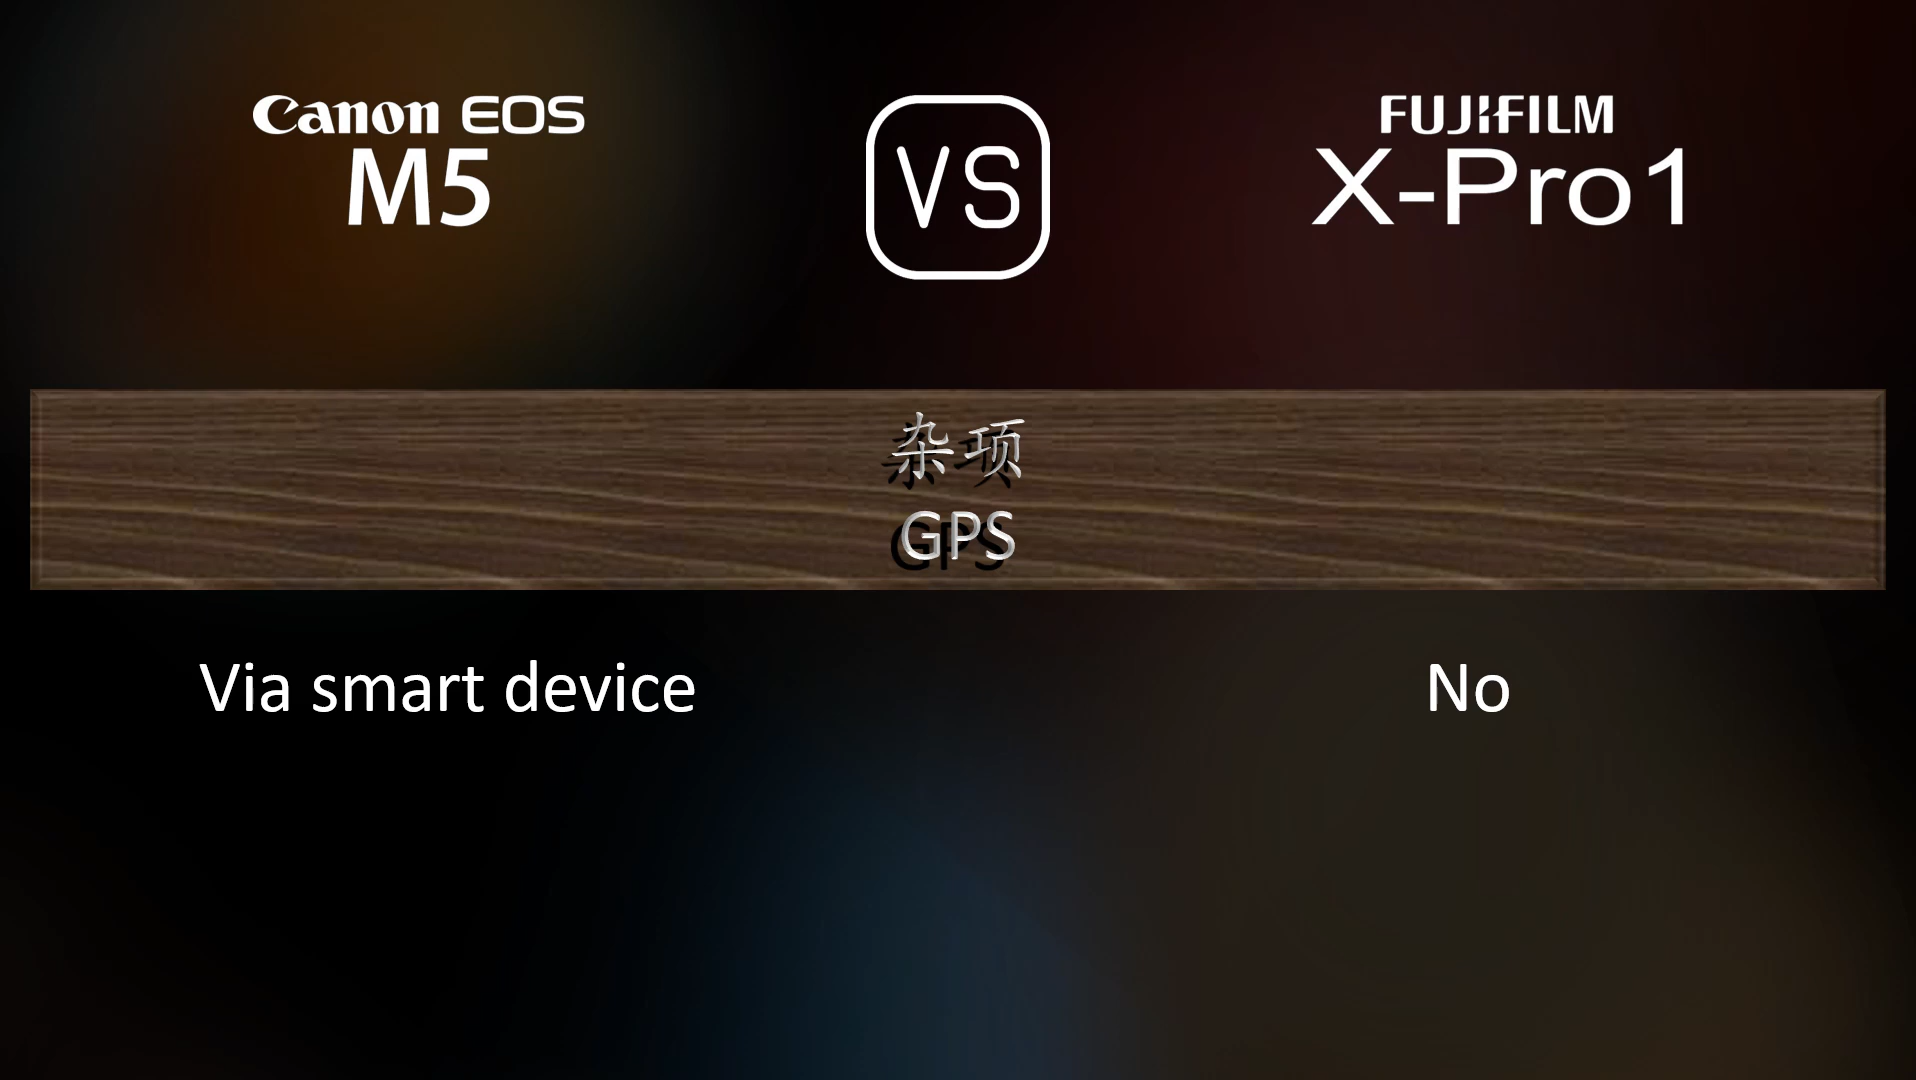 Canon EOS
M5
VS
FUJIFILM
X-Pro1
杂项
GPS
Via smart device
No